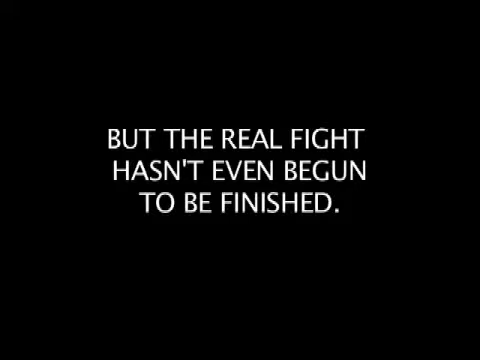 BUT THE REAL FIGHT
HASN'T EVEN BEGUN
TO BE FINISHED.